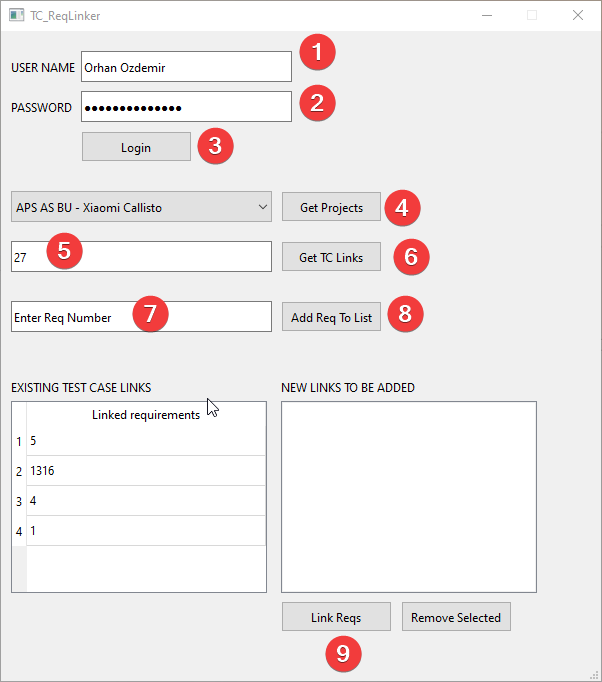 TC_ReqLinker
1
USER NAME Orhan Ozdemir
2
PASSWORD ●●●●●●●●●●●●●●
Login 3
APS AS BU - Xiaomi Callisto Get Projects 4
27 5 Get TC Links 6
Enter Req Number 7 Add Req To List 8
EXISTING TEST CASE LINKS NEW LINKS TO BE ADDED
Linked requirements
1 5
2 1316
3 4
4 1
Link Reqs Remove Selected
9